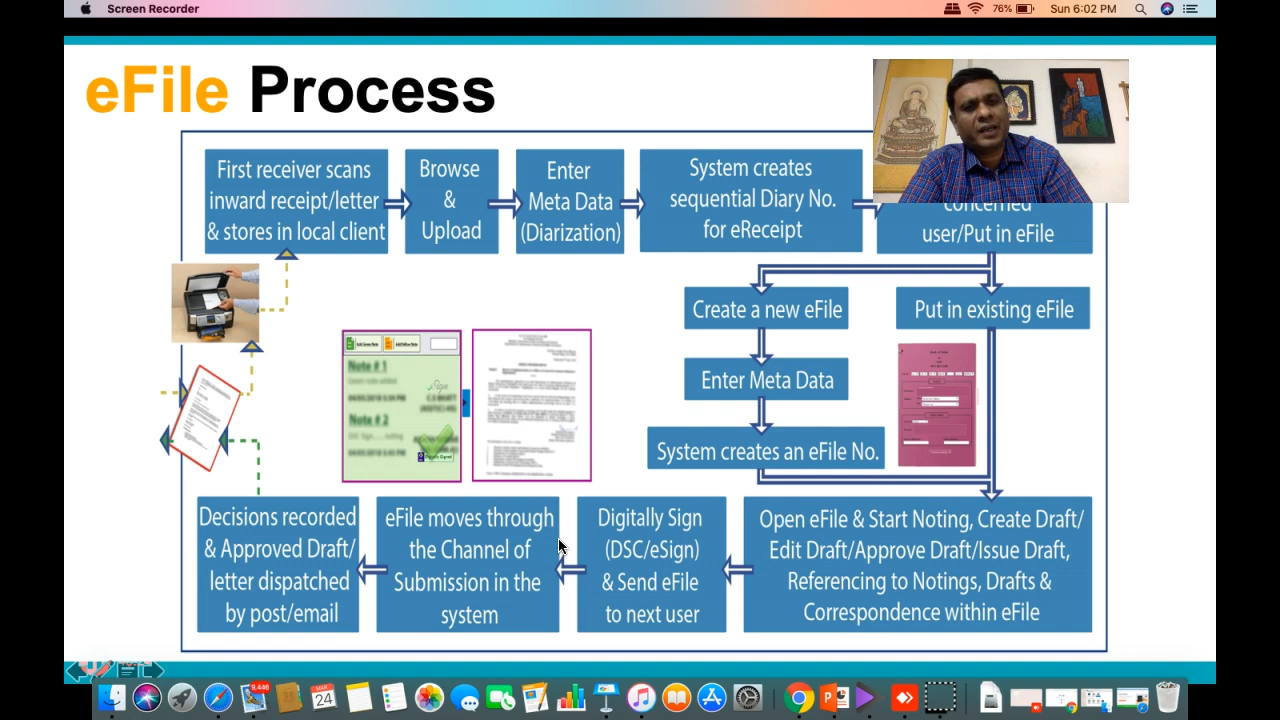 Screen Recorder
76%
Sun 6:02 PM
eFile Process
First receiver scans
inward receipt/letter
& stores in local client
Browse
&
Upload
Enter
Meta Data
(Diarization)
System creates
sequential Diary No.
for eReceipt
concerned
user/Put in eFile
Create a new eFile
Put in existing eFile
Enter Meta Data
System creates an eFile No.
Note # 1
Note # 2
Decisions recorded
& Approved Draft/
letter dispatched
by post/email
eFile moves through
the Channel of
Submission in the
system
Digitally Sign
(DSC/eSign)
& Send eFile
to next user
Open eFile & Start Noting, Create Draft/
Edit Draft/Approve Draft/Issue Draft,
Referencing to Notings, Drafts &
Correspondence within eFile
9,446
MAR
24